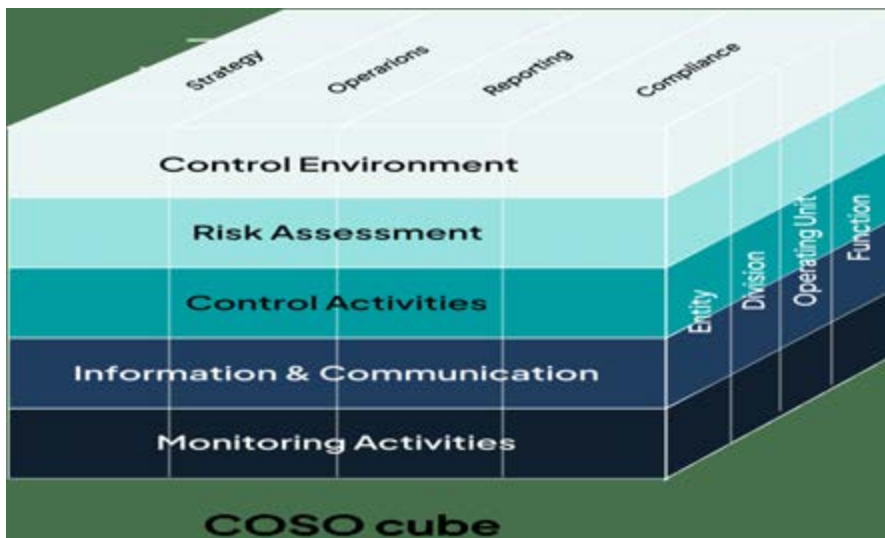 Strategy
Operarions
Reporting
Compliance
Control Environment
Risk Assessment
Control Activities
Information & Communication
Monitoring Activities
Entity
Division
Operating Unit
Function
COSO cube